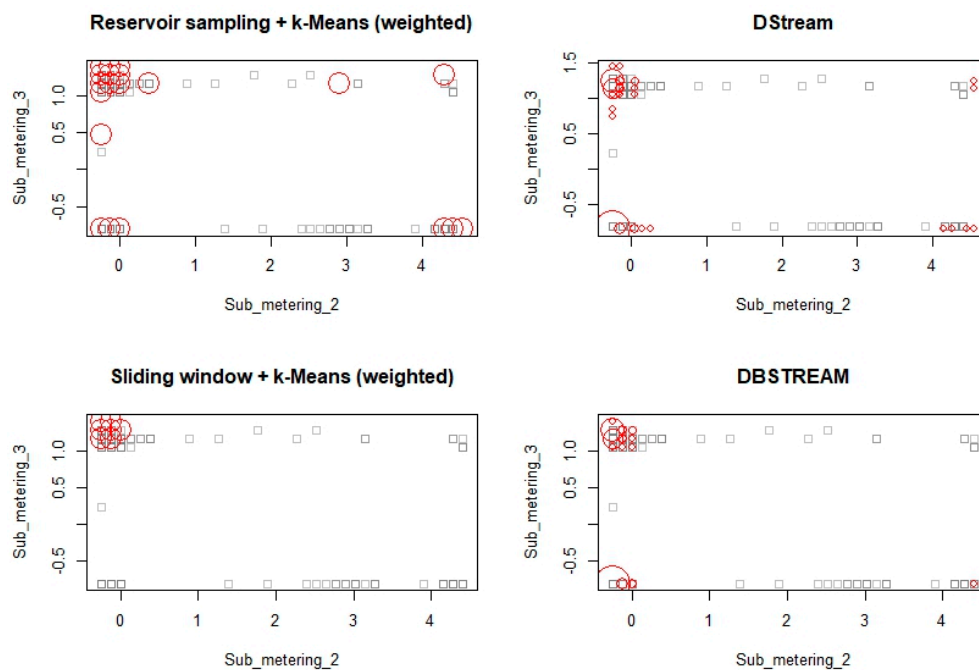 Reservoir sampling + k-Means (weighted)
Sub_metering_3
1.0
0.5
-0.5
0 1 2 3 4
Sub_metering_2
DStream
Sub_metering_3
1.5
0.5
-0.5
0 1 2 3 4
Sub_metering_2
Sliding window + k-Means (weighted)
Sub_metering_3
1.0
0.5
-0.5
0 1 2 3 4
Sub_metering_2
DBSTREAM
Sub_metering_3
1.0
0.5
-0.5
0 1 2 3 4
Sub_metering_2